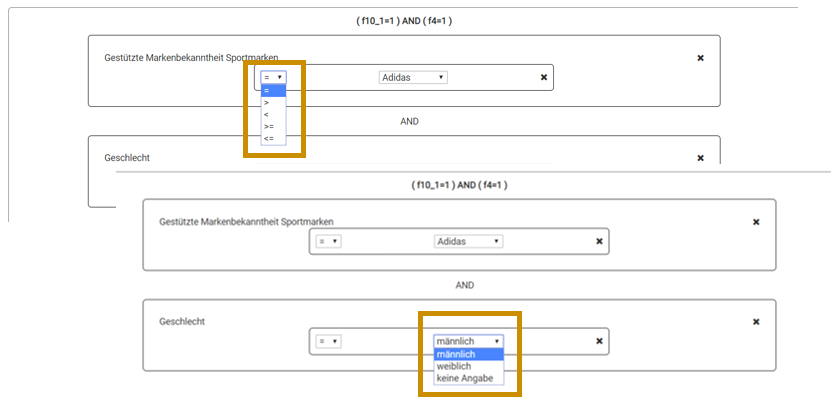 ( f10_1=1 ) AND ( f4=1 )
Gestützte Markenbekanntheit Sportmarken
✖
= ▼ Adidas ▼ ✖
=
>
<
>=
<=
AND
Geschlecht
✖
( f10_1=1 ) AND ( f4=1 )
Gestützte Markenbekanntheit Sportmarken
✖
= ▼ Adidas ▼ ✖
AND
Geschlecht
✖
= ▼ männlich ▼ ✖
männlich
weiblich
keine Angabe